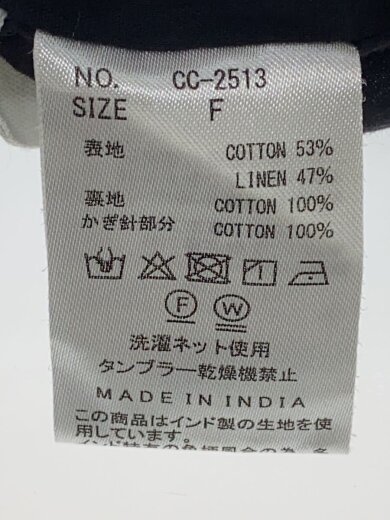 NO. CC-2513
SIZE F
表地 COTTON 53%
LINEN 47%
裏地 COTTON 100%
かぎ針部分 COTTON 100%
F W
洗濯ネット使用
タンブラー乾燥機禁止
MADE IN INDIA
この商品はインド製の生地を使
用しています。